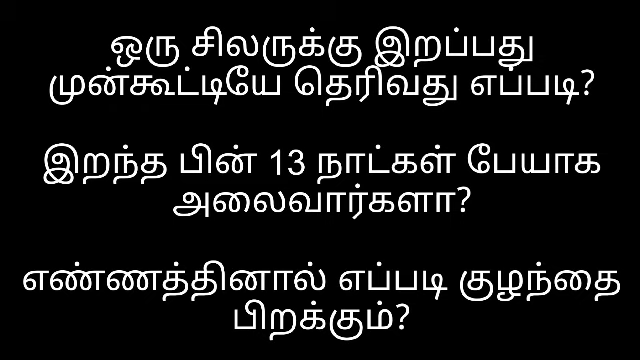 ஒரு சிலருக்கு இறப்பது
முன்கூட்டியே தெரிவது எப்படி?
இறந்த பின் 13 நாட்கள் பேயாக
அலைவார்களா?
எண்ணத்தினால் எப்படி குழந்தை
பிறக்கும்?